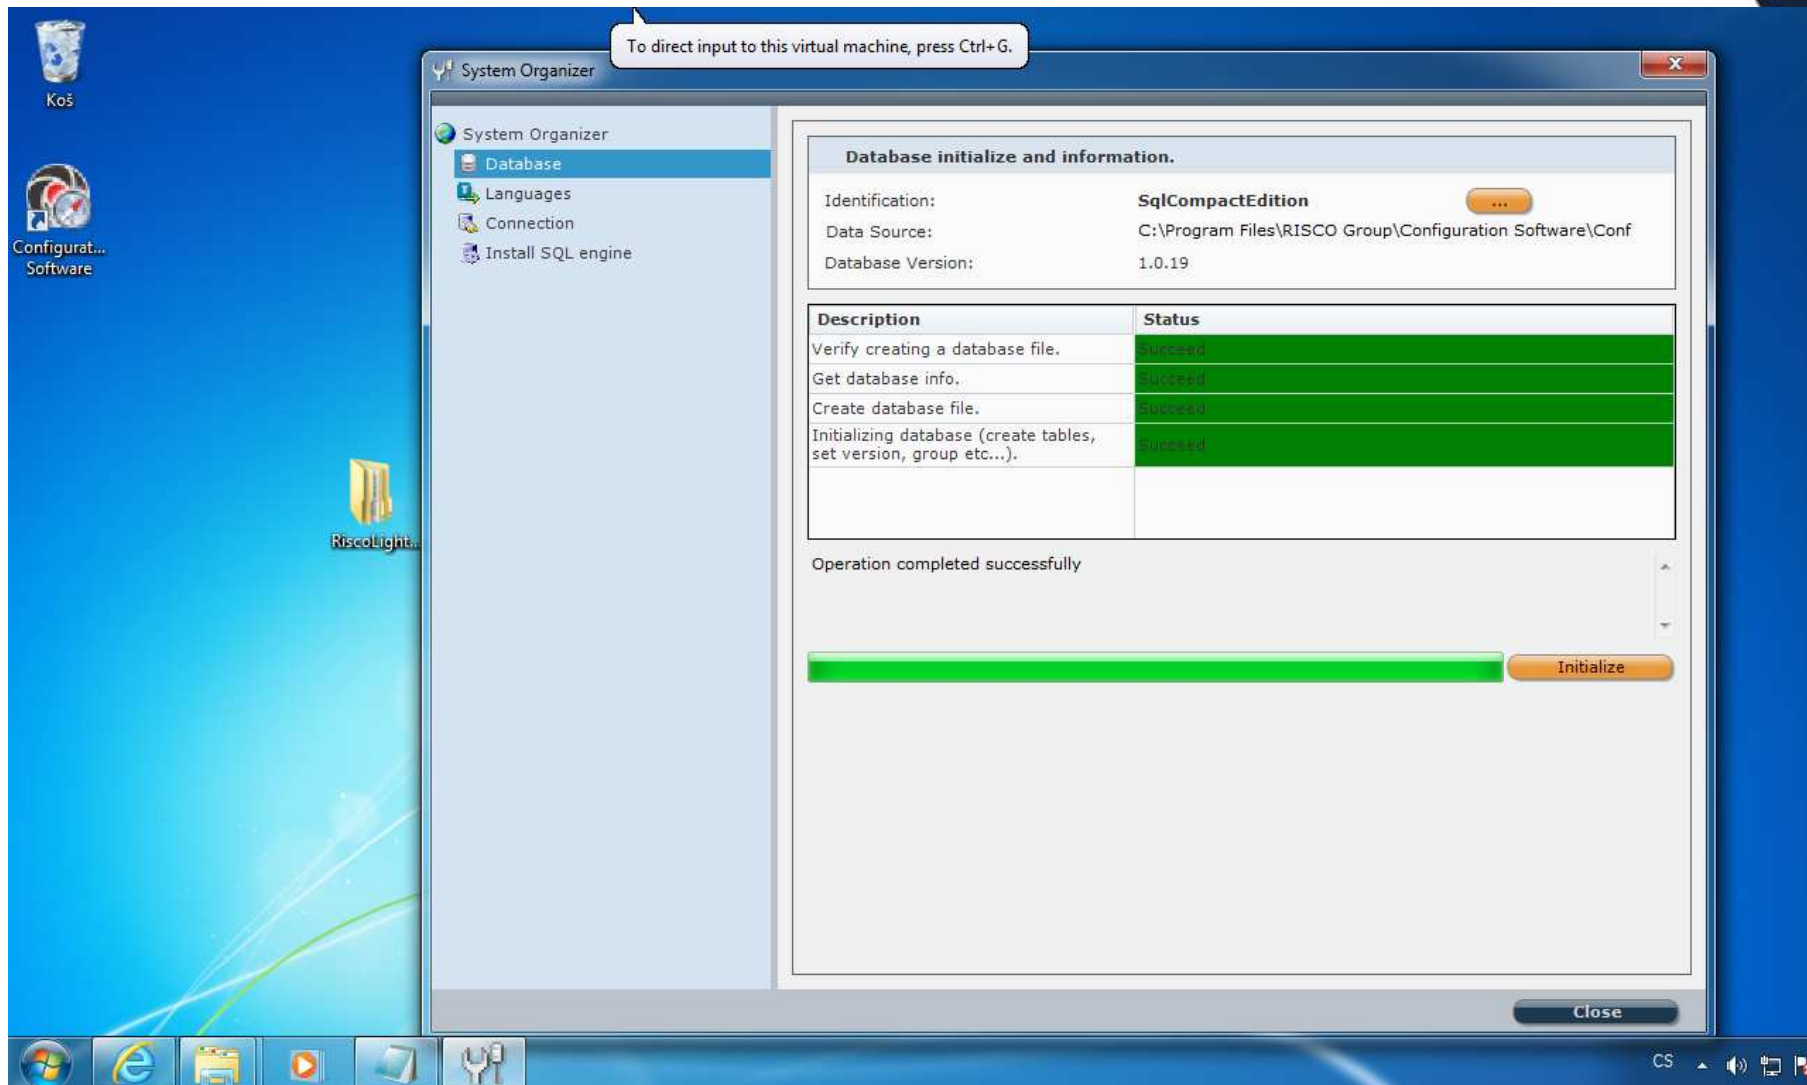 To direct input to this virtual machine, press Ctrl+G.
System Organizer
Koš
Configurat...
Software
RiscoLight...
System Organizer
Database
Languages
Connection
Install SQL engine
Database initialize and information.
Identification:
SqlCompactEdition
...
Data Source:
C:\Program Files\RISCO Group\Configuration Software\Conf
Database Version:
1.0.19
Description
Status
Verify creating a database file.
Succeed
Get database info.
Succeed
Create database file.
Succeed
Initializing database (create tables,
set version, group etc...).
Succeed
Operation completed successfully
Initialize
Close
CS